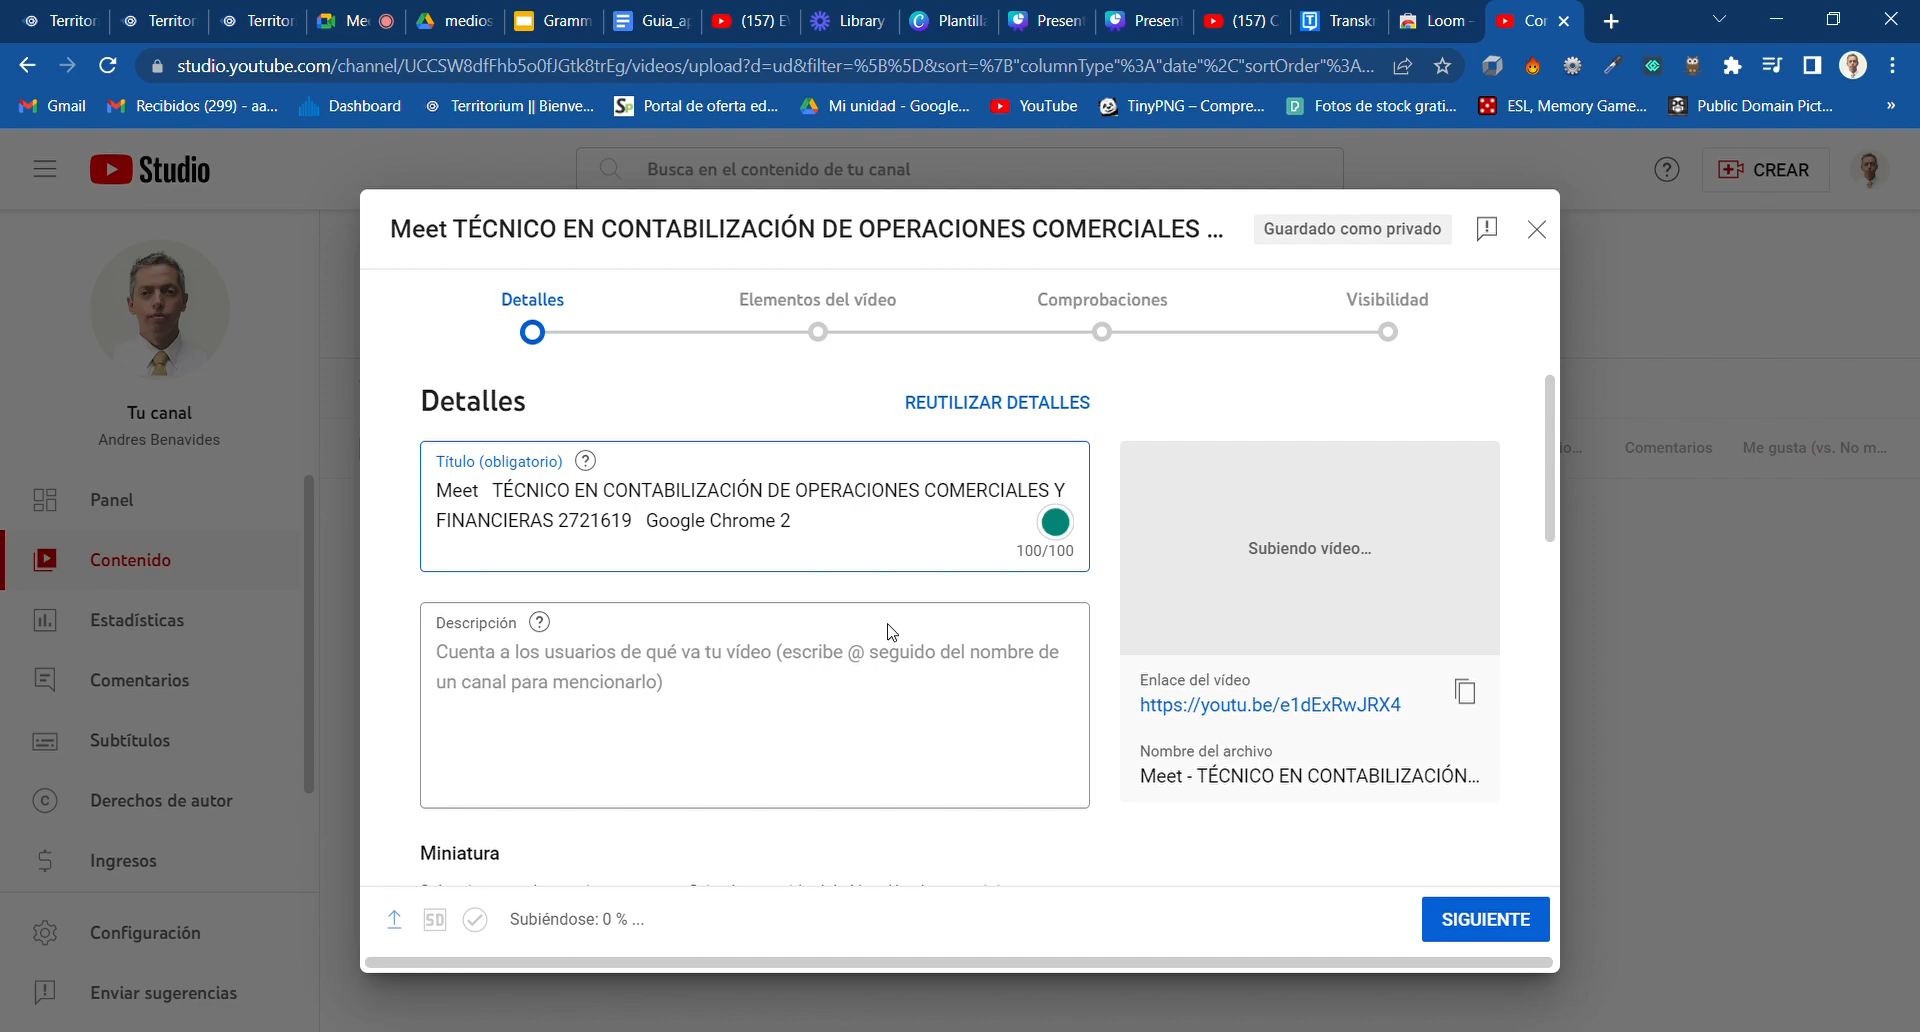 Territor
Territor
Territor
Me
medios
Gramm
Guia_ap
(157) E
Library
Plantilla
Present
Present
(157) C
Transkr
Loom -
Cor
studio.youtube.com/channel/UCCSW8dfFhb5o0fJGtk8trEg/videos/upload?d=ud&filter=%5B%5D&sort=%7B"columnType"%3A"date"%2C"sortOrder"%3A...
Gmail
Recibidos (299) - aa...
Dashboard
Territorium || Bienve...
Portal de oferta ed...
Mi unidad - Google...
YouTube
TinyPNG – Compre...
Fotos de stock grati...
ESL, Memory Game...
Public Domain Pict...
»
Studio
Busca en el contenido de tu canal
CREAR
Meet TÉCNICO EN CONTABILIZACIÓN DE OPERACIONES COMERCIALES ...
Guardado como privado
Detalles
Elementos del vídeo
Comprobaciones
Visibilidad
Tu canal
Andres Benavides
Panel
Contenido
Estadísticas
Comentarios
Subtítulos
Derechos de autor
Ingresos
Configuración
Enviar sugerencias
Detalles
REUTILIZAR DETALLES
Título (obligatorio)
Meet TÉCNICO EN CONTABILIZACIÓN DE OPERACIONES COMERCIALES Y
FINANCIERAS 2721619 Google Chrome 2
100/100
Descripción
Cuenta a los usuarios de qué va tu vídeo (escribe @ seguido del nombre de
un canal para mencionarlo)
Miniatura
Subiendo vídeo...
Enlace del vídeo
https://youtu.be/e1dExRwJRX4
Nombre del archivo
Meet - TÉCNICO EN CONTABILIZACIÓN...
Comentarios
Me gusta (vs. No m...
SD
Subiéndose: 0 % ...
SIGUIENTE